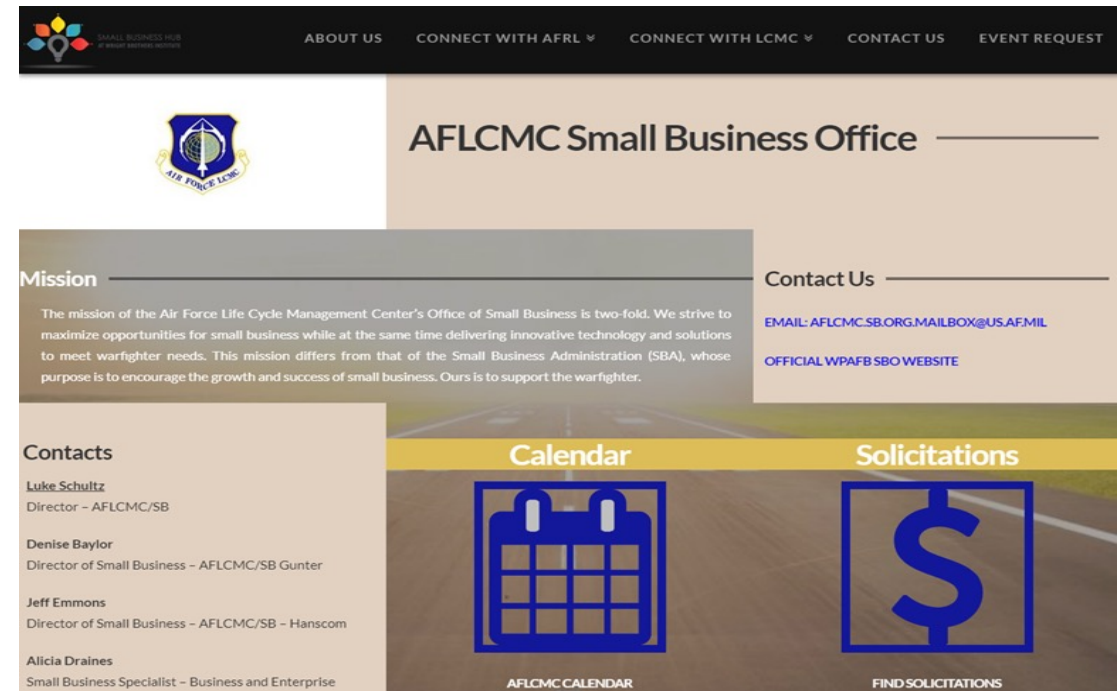 SMALL BUSINESS HUB
AT WRIGHT BROTHERS INSTITUTE
ABOUT US
CONNECT WITH AFRL
CONNECT WITH LCMC
CONTACT US
EVENT REQUEST
AIR FORCE LCMC
AFLCMC Small Business Office
Mission
The mission of the Air Force Life Cycle Management Center's Office of Small Business is two-fold. We strive to
maximize opportunities for small business while at the same time delivering innovative technology and solutions
to meet warfighter needs. This mission differs from that of the Small Business Administration (SBA), whose
purpose is to encourage the growth and success of small business. Ours is to support the warfighter.
Contact Us
EMAIL: AFLCMC.SB.ORG.MAILBOX@US.AF.MIL
OFFICIAL WPAFB SBO WEBSITE
Contacts
Luke Schultz
Director – AFLCMC/SB
Denise Baylor
Director of Small Business – AFLCMC/SB Gunter
Jeff Emmons
Director of Small Business – AFLCMC/SB – Hanscom
Alicia Draines
Small Business Specialist – Business and Enterprise
Calendar
AFLCMC CALENDAR
Solicitations
$
FIND SOLICITATIONS